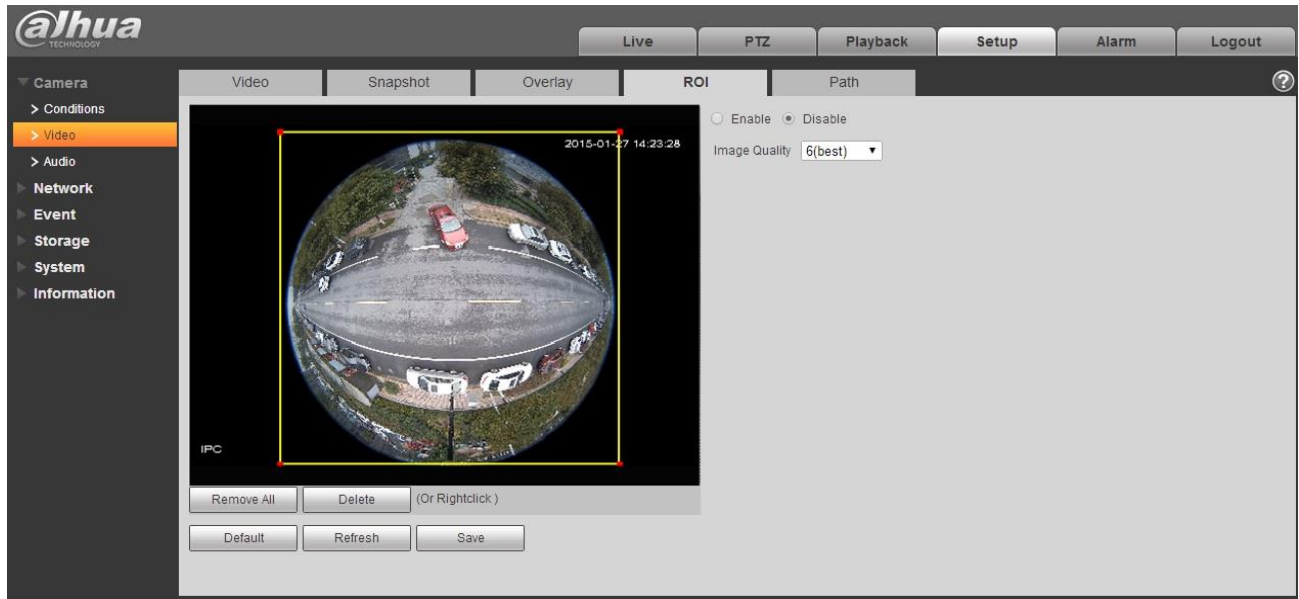 alhua
TECHNOLOGY
Live PTZ Playback Setup Alarm Logout
Camera
> Conditions
> Video
> Audio
Network
Event
Storage
System
Information
Video Snapshot Overlay ROI Path ?
2015-01-27 14:23:28
IPC
Enable Disable
Image Quality 6(best)
Remove All Delete (Or Rightclick )
Default Refresh Save